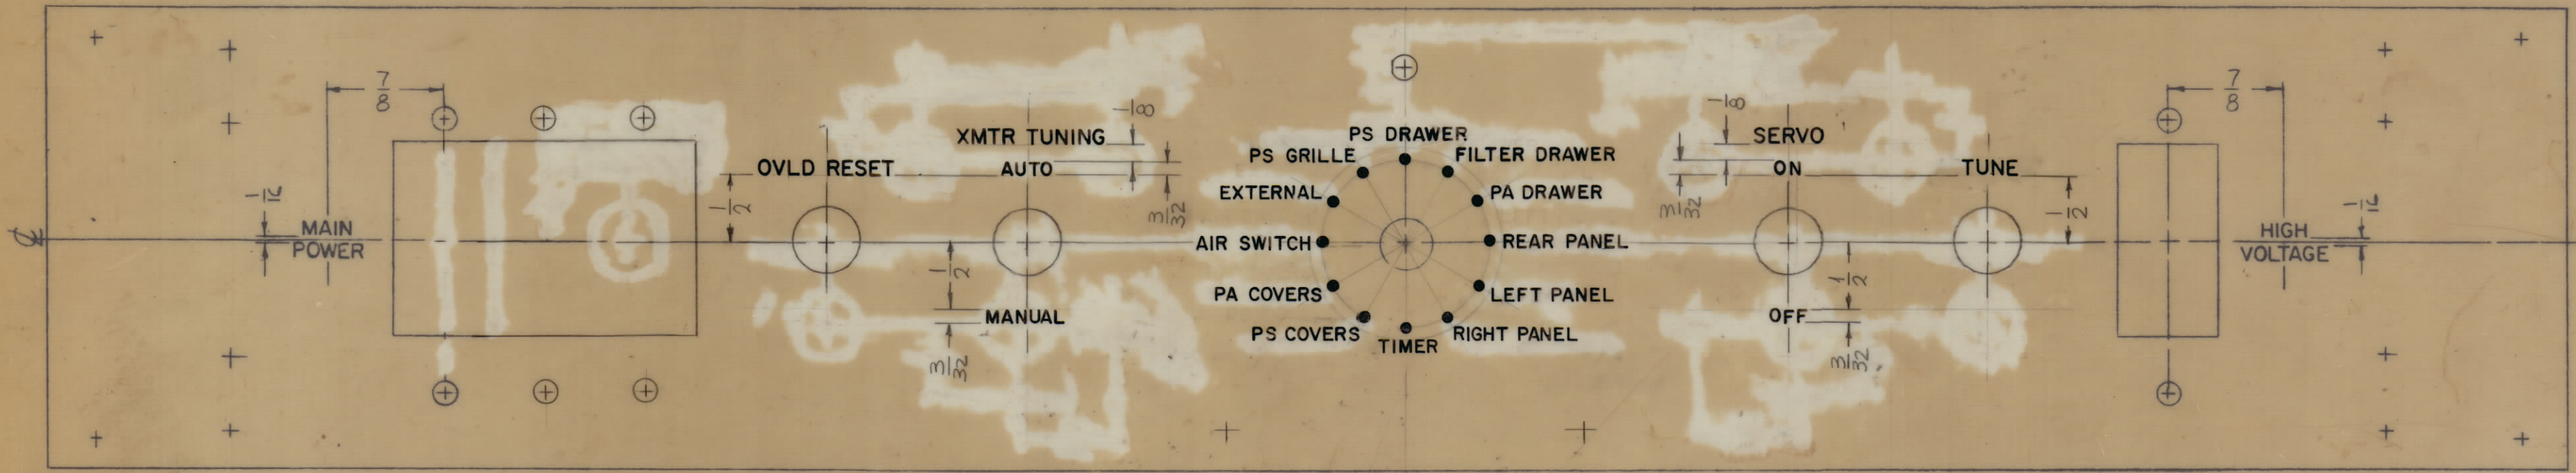 7/8
1/16
MAIN
POWER
1/2
OVLD RESET
XMTR TUNING
1/8
AUTO
3/32
1/2
MANUAL
3/32
PS DRAWER
PS GRILLE
FILTER DRAWER
EXTERNAL
PA DRAWER
AIR SWITCH
REAR PANEL
PA COVERS
LEFT PANEL
PS COVERS
TIMER
RIGHT PANEL
1/8
SERVO
3/32
ON
TUNE
1/2
1/2
OFF
3/32
7/8
1/16
HIGH
VOLTAGE
℄